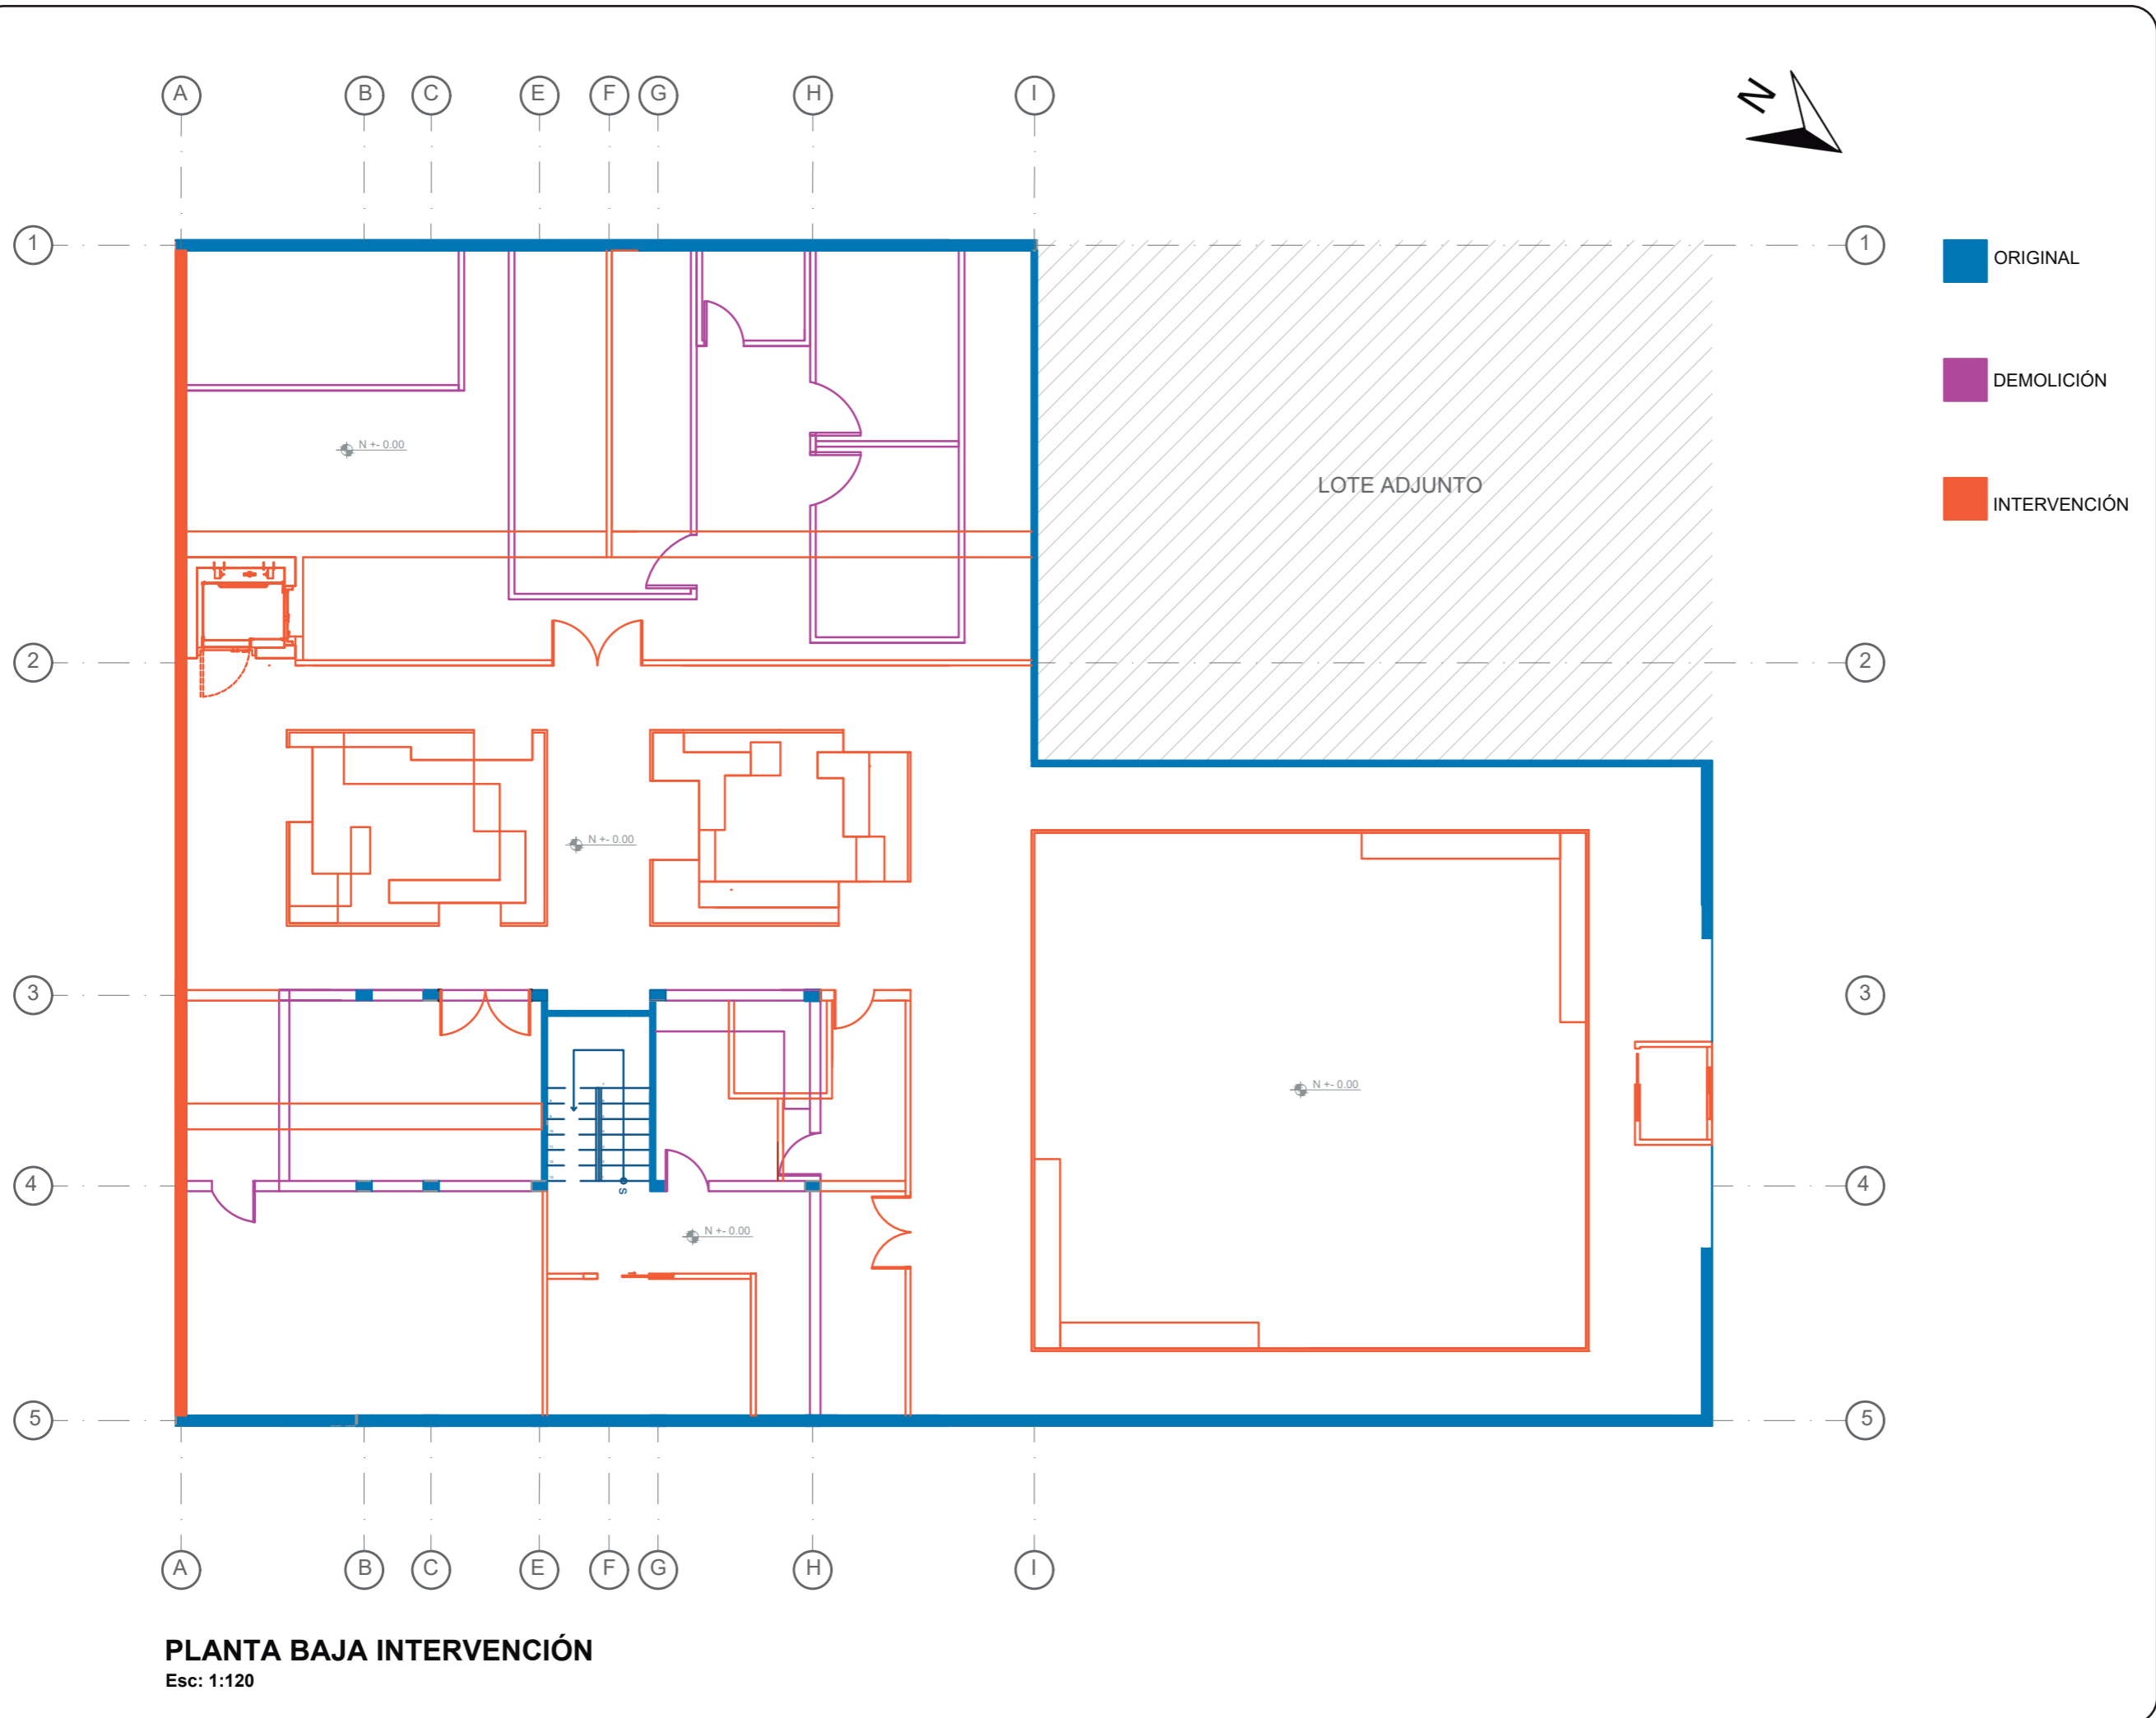 A B C E F G H I
N
1 1
ORIGINAL
DEMOLICIÓN
N +- 0.00
LOTE ADJUNTO
INTERVENCIÓN
2 2
N +- 0.00
3 3
N +- 0.00
4 4
S
N +- 0.00
5 5
A B C E F G H I
PLANTA BAJA INTERVENCIÓN
Esc: 1:120